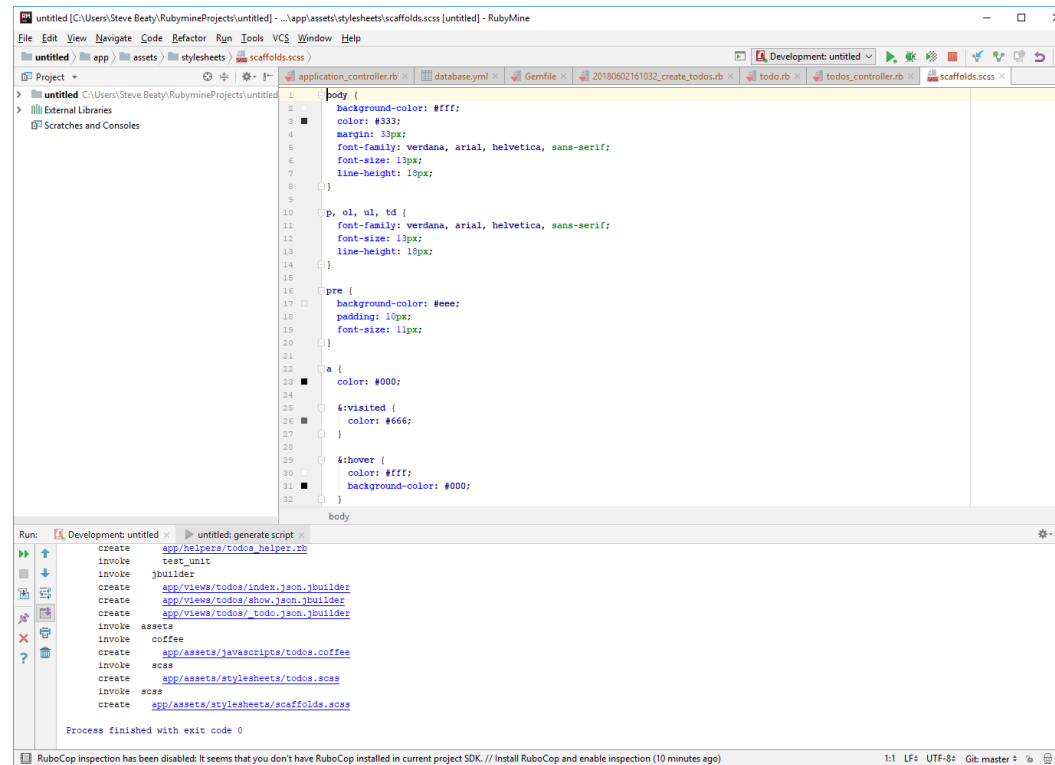 untitled [C:\Users\Steve Beaty\RubymineProjects\untitled] - ...\app\assets\stylesheets\scaffolds.scss [untitled] - RubyMine
File Edit View Navigate Code Refactor Run Tools VCS Window Help
untitled app assets stylesheets scaffolds.scss
Development: untitled
Project
application_controller.rb database.yml Gemfile 20180602161032_create_todos.rb todo.rb todos_controller.rb scaffolds.scss
untitled C:\Users\Steve Beaty\RubymineProjects\untitled
External Libraries
Scratches and Consoles
1 body {
2 background-color: #fff;
3 color: #333;
4 margin: 33px;
5 font-family: verdana, arial, helvetica, sans-serif;
6 font-size: 13px;
7 line-height: 18px;
8 }
9
10 p, ol, ul, td {
11 font-family: verdana, arial, helvetica, sans-serif;
12 font-size: 13px;
13 line-height: 18px;
14 }
15
16 pre {
17 background-color: #eee;
18 padding: 10px;
19 font-size: 11px;
20 }
21
22 a {
23 color: #000;
24
25 &:visited {
26 color: #666;
27 }
28
29 &:hover {
30 color: #fff;
31 background-color: #000;
32 }
body
Run: Development: untitled untitled: generate script
create app/helpers/todos_helper.rb
invoke test_unit
invoke jbuilder
create app/views/todos/index.json.jbuilder
create app/views/todos/show.json.jbuilder
create app/views/todos/_todo.json.jbuilder
invoke assets
invoke coffee
create app/assets/javascripts/todos.coffee
invoke scss
create app/assets/stylesheets/todos.scss
invoke scss
create app/assets/stylesheets/scaffolds.scss
Process finished with exit code 0
RuboCop inspection has been disabled: It seems that you don't have RuboCop installed in current project SDK. // Install RuboCop and enable inspection (10 minutes ago)
1:1 LF UTF-8 Git: master